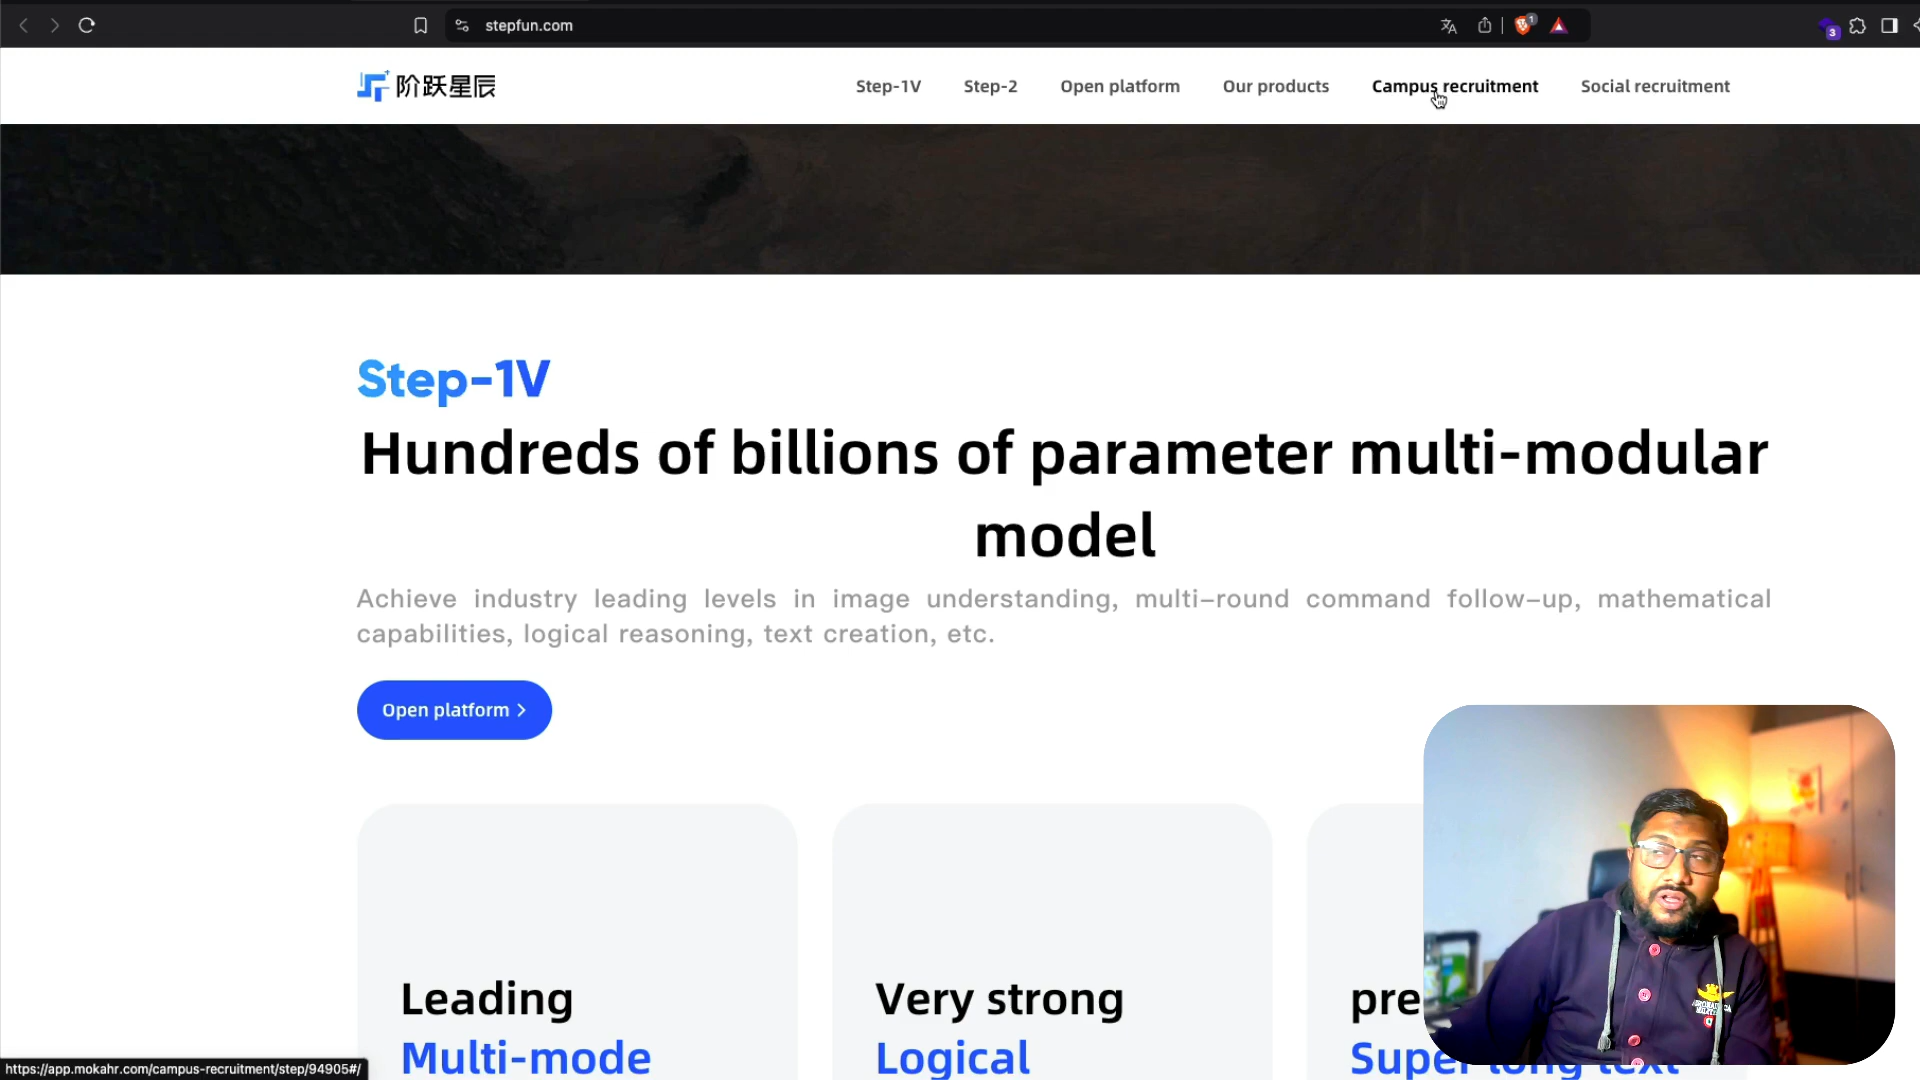 stepfun.com
1
3
阶跃星辰
Step-1V
Step-2
Open platform
Our products
Campus recruitment
Social recruitment
Step-1V
Hundreds of billions of parameter multi-modular
model
Achieve industry leading levels in image understanding, multi-round command follow-up, mathematical
capabilities, logical reasoning, text creation, etc.
Open platform
Leading
Multi-mode
Very strong
Logical
pre
Super long text
https://app.mokahr.com/campus-recruitment/step/94905#/